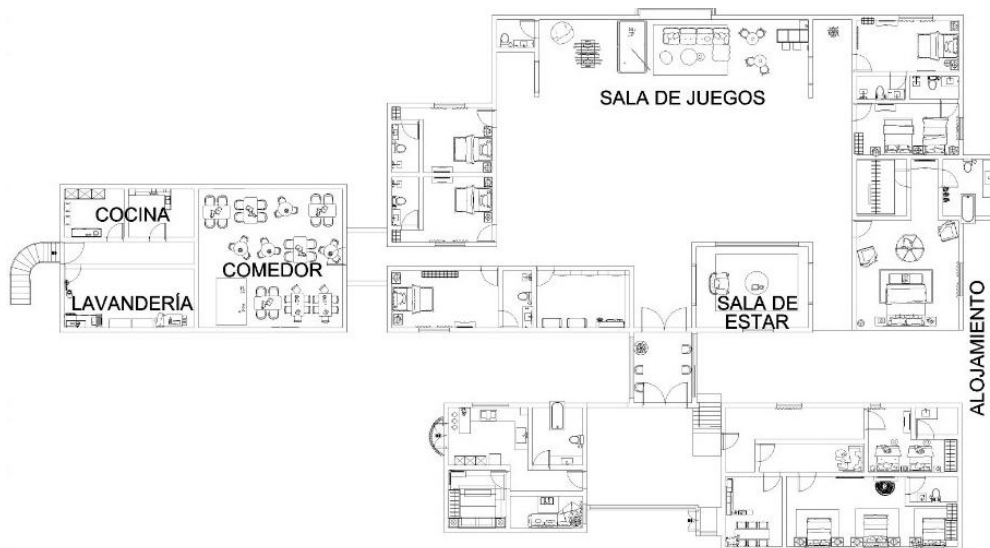 SALA DE JUEGOS
COCINA
COMEDOR
LAVANDERÍA
SALA DE
ESTAR
ALOJAMIENTO